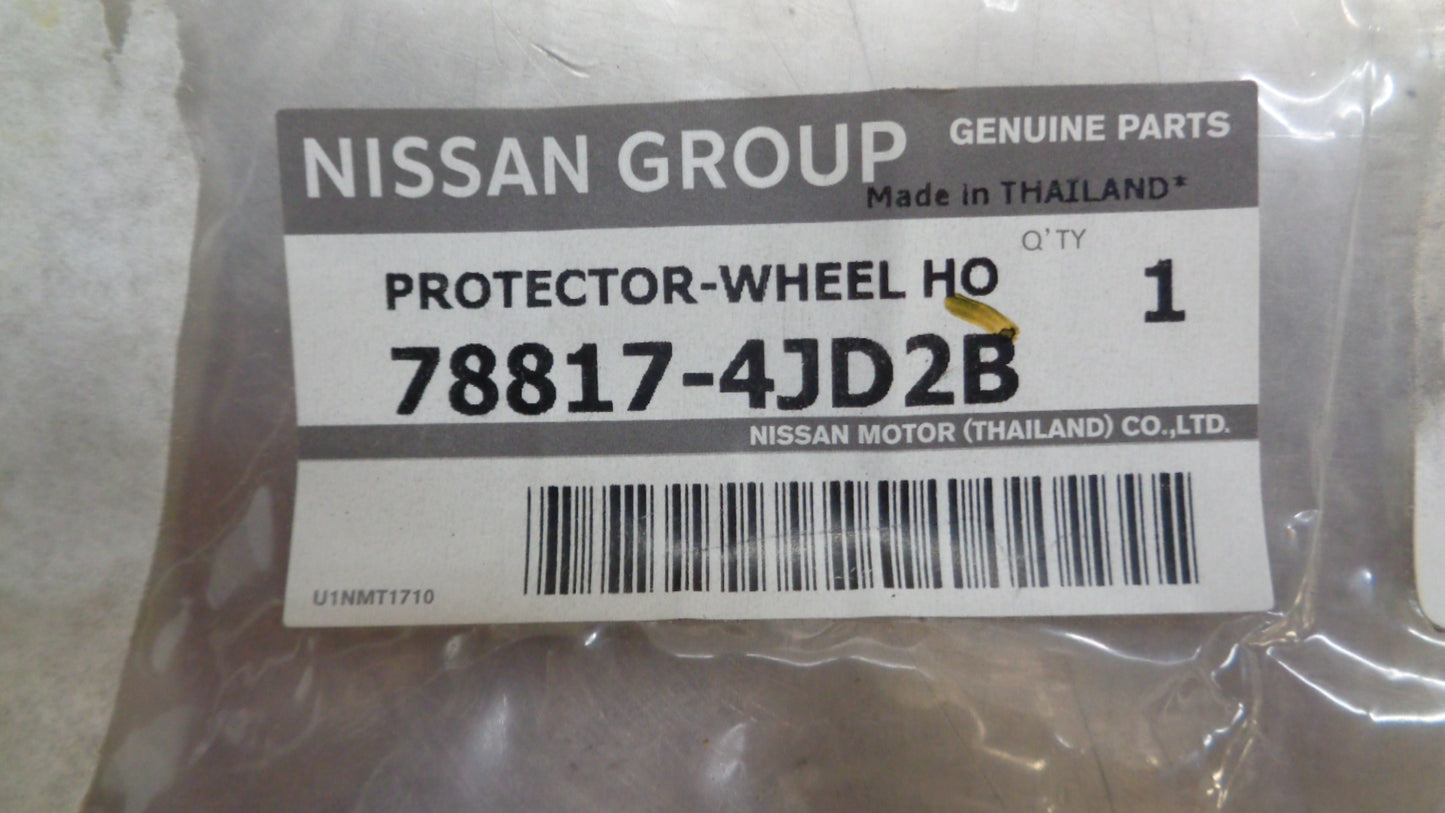 NISSAN GROUP GENUINE PARTS
Made in THAILAND*
Q'TY
PROTECTOR-WHEEL HO 1
78817-4JD2B
NISSAN MOTOR (THAILAND) CO.,LTD.
U1NMT1710